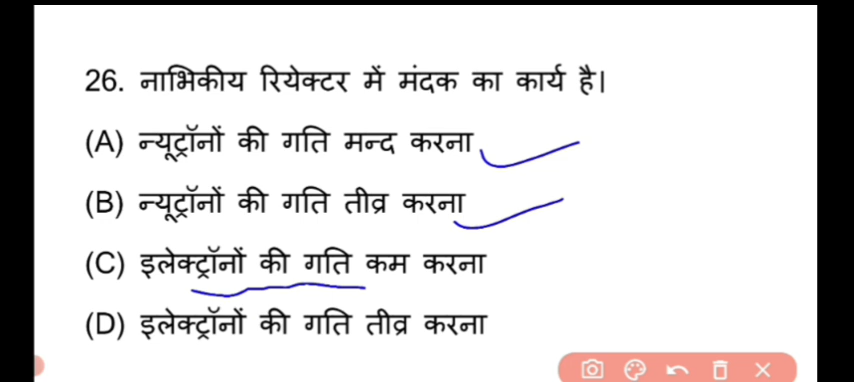 26. नाभिकीय रियेक्टर में मंदक का कार्य है।
(A) न्यूट्रॉनों की गति मन्द करना
(B) न्यूट्रॉनों की गति तीव्र करना
(C) इलेक्ट्रॉनों की गति कम करना
(D) इलेक्ट्रॉनों की गति तीव्र करना